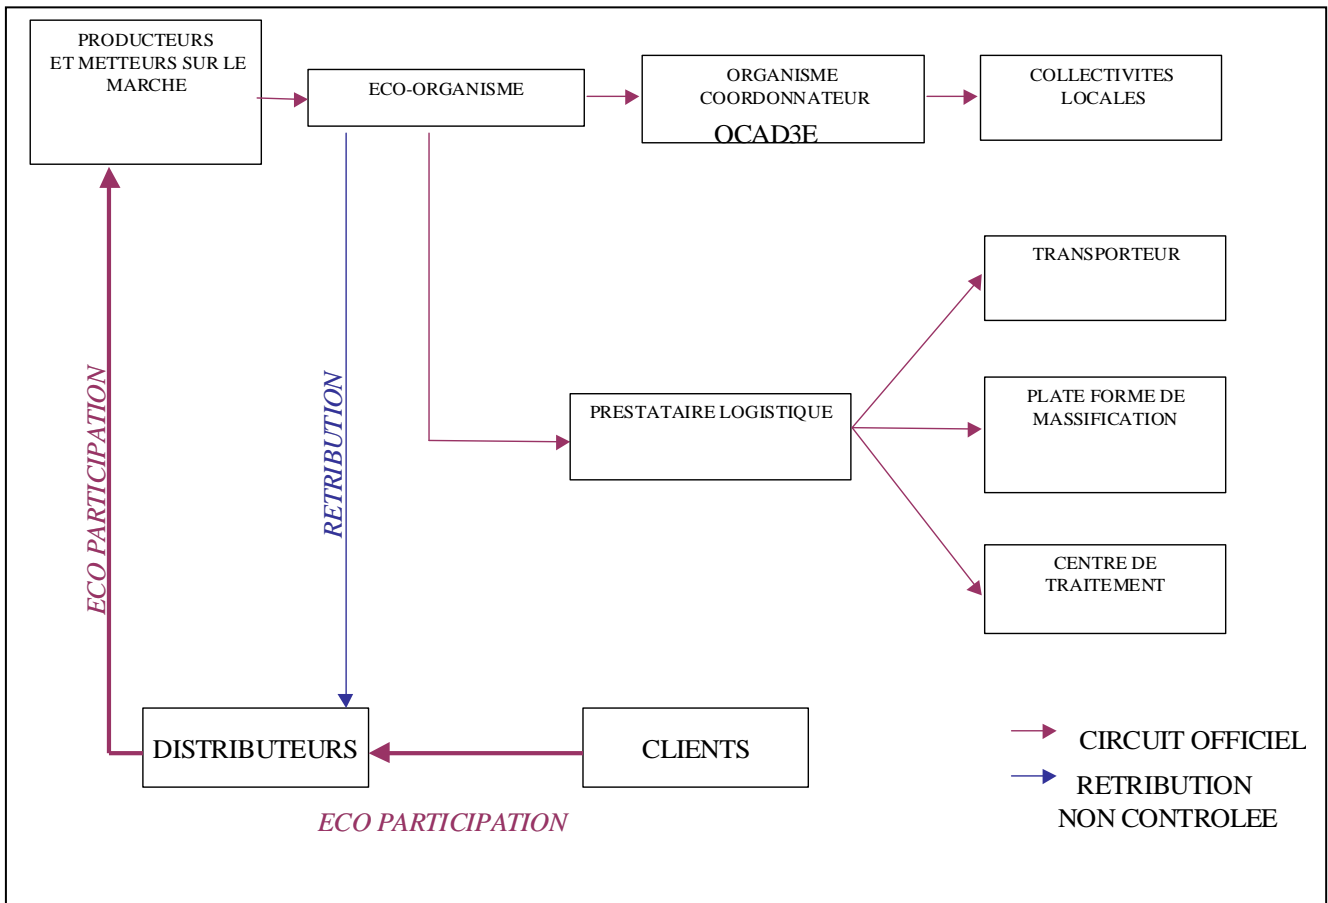 PRODUCTEURS
ET METTEURS SUR LE
MARCHE
ECO-ORGANISME
ORGANISME
COORDONNATEUR
OCAD3E
COLLECTIVITES
LOCALES
TRANSPORTEUR
PLATE FORME DE
MASSIFICATION
PRESTATAIRE LOGISTIQUE
CENTRE DE
TRAITEMENT
ECO PARTICIPATION
RETRIBUTION
DISTRIBUTEURS
CLIENTS
ECO PARTICIPATION
CIRCUIT OFFICIEL
RETRIBUTION
NON CONTROLEE